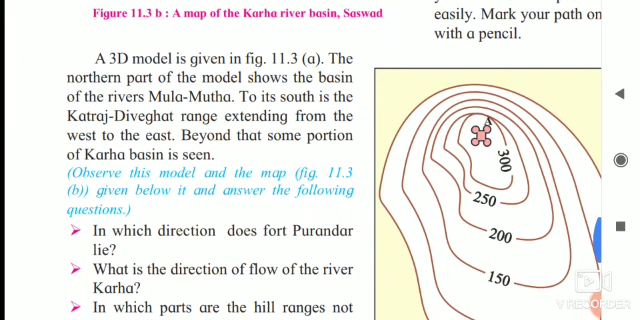 Figure 11.3 b : A map of the Karha river basin, Saswad
A 3D model is given in fig. 11.3 (a). The
northern part of the model shows the basin
of the rivers Mula-Mutha. To its south is the
Katraj-Diveghat range extending from the
west to the east. Beyond that some portion
of Karha basin is seen.
(Observe this model and the map (fig. 11.3
(b)) given below it and answer the following
questions.)
➢ In which direction does fort Purandar
lie?
➢ What is the direction of flow of the river
Karha?
➢ In which parts are the hill ranges not
easily. Mark your path on
with a pencil.
A
300
250
200
150
V RECORDER